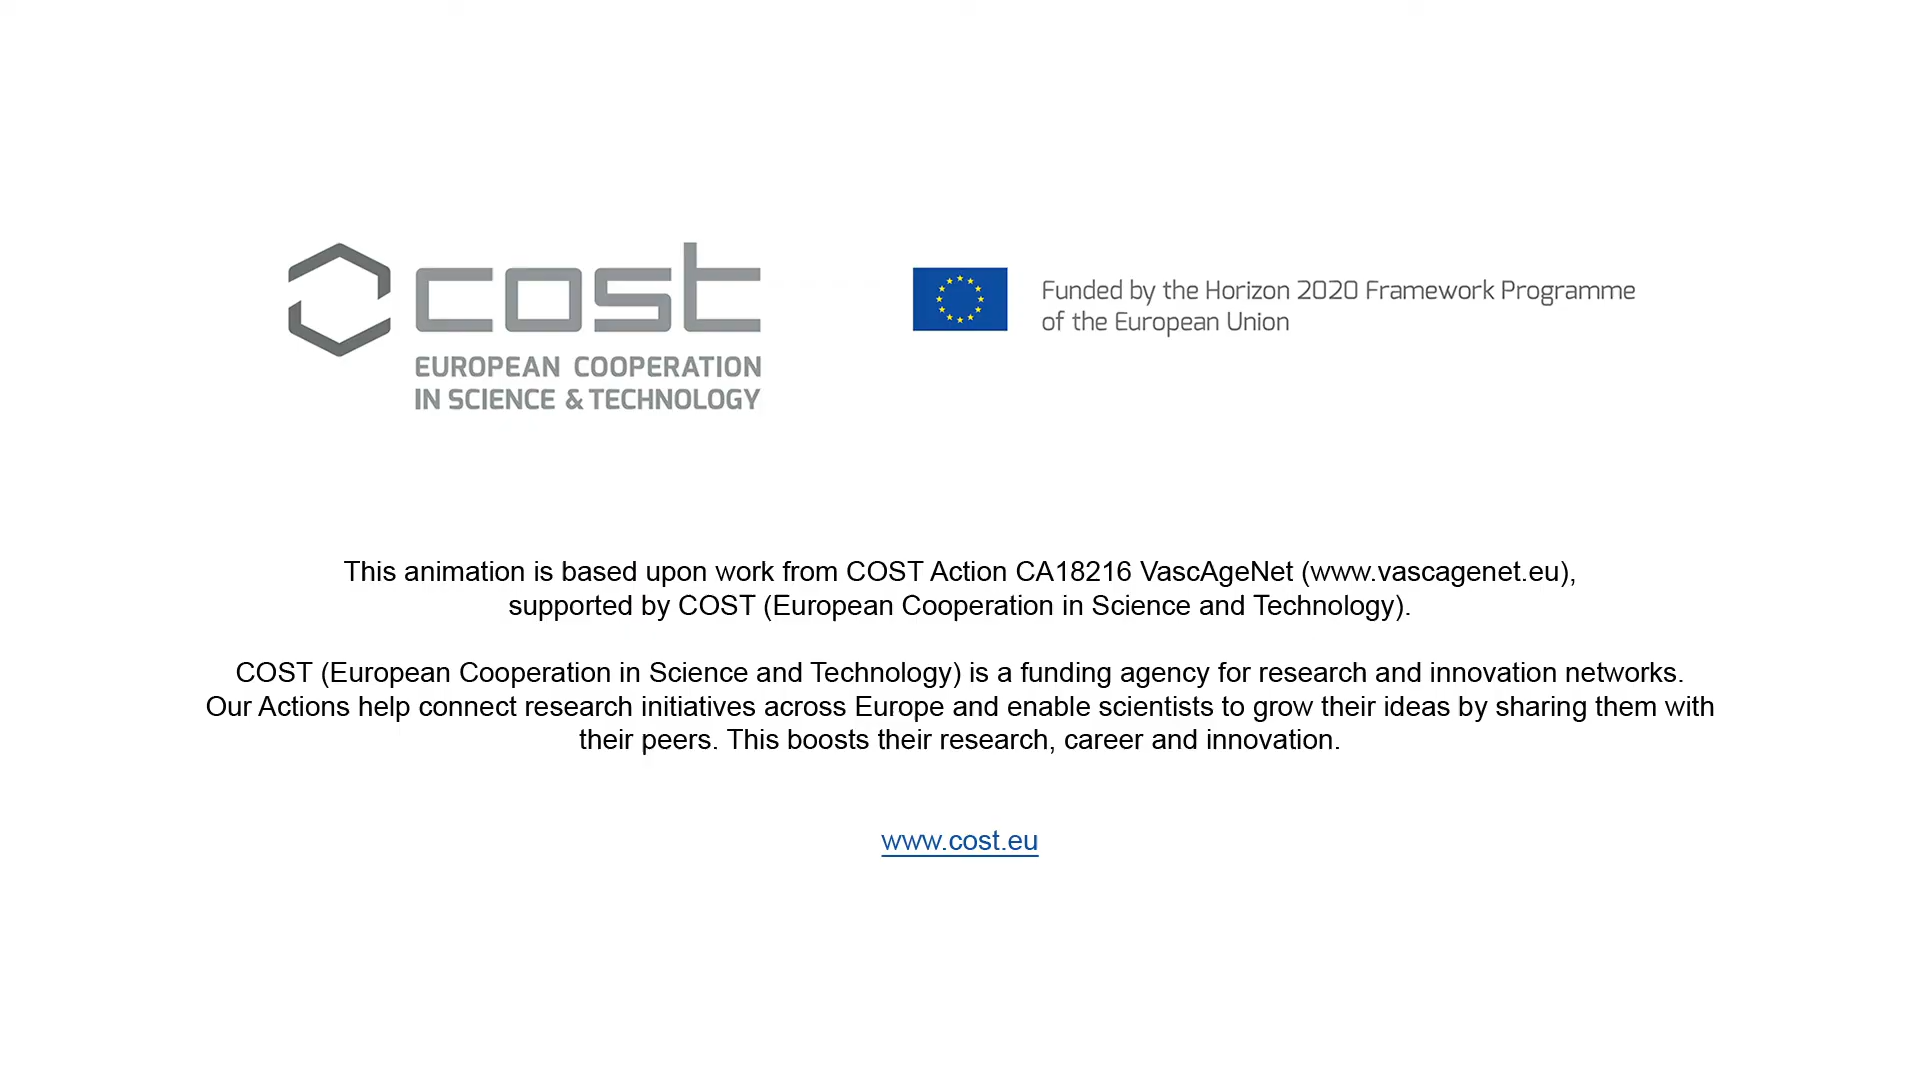 cost
EUROPEAN COOPERATION
IN SCIENCE & TECHNOLOGY
Funded by the Horizon 2020 Framework Programme
of the European Union
This animation is based upon work from COST Action CA18216 VascAgeNet (www.vascagenet.eu),
supported by COST (European Cooperation in Science and Technology).
COST (European Cooperation in Science and Technology) is a funding agency for research and innovation networks.
Our Actions help connect research initiatives across Europe and enable scientists to grow their ideas by sharing them with
their peers. This boosts their research, career and innovation.
www.cost.eu